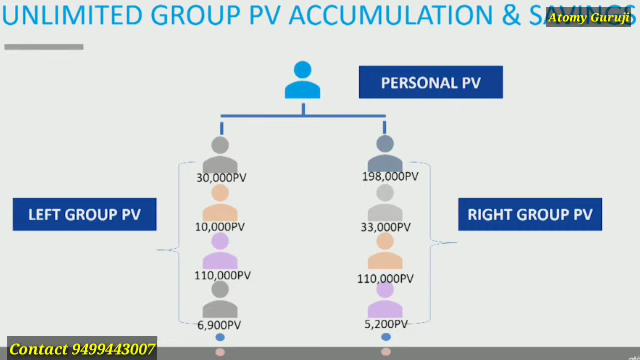 UNLIMITED GROUP PV ACCUMULATION & SAVINGS
Atomy Guruji
PERSONAL PV
30,000PV
198,000PV
LEFT GROUP PV
10,000PV
33,000PV
RIGHT GROUP PV
110,000PV
110,000PV
6,900PV
5,200PV
Contact 9499443007